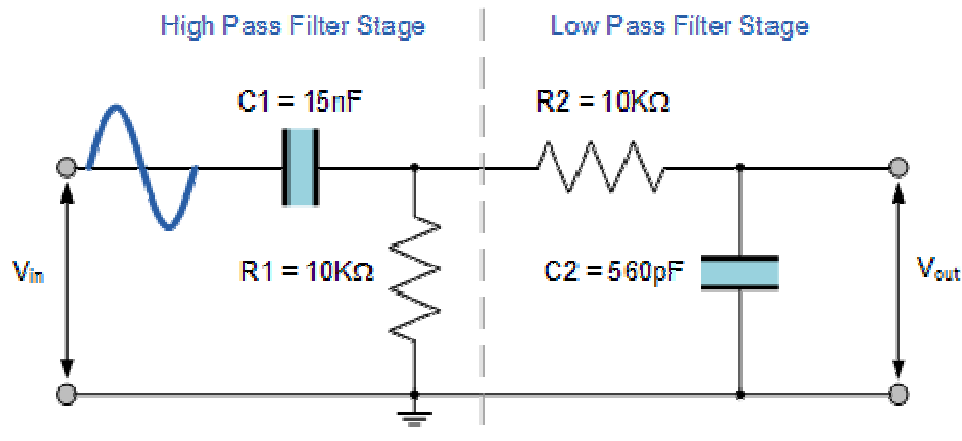 High Pass Filter Stage
Low Pass Filter Stage
C1 = 15nF
R2 = 10KΩ
Vin
R1 = 10KΩ
C2 = 560pF
Vout